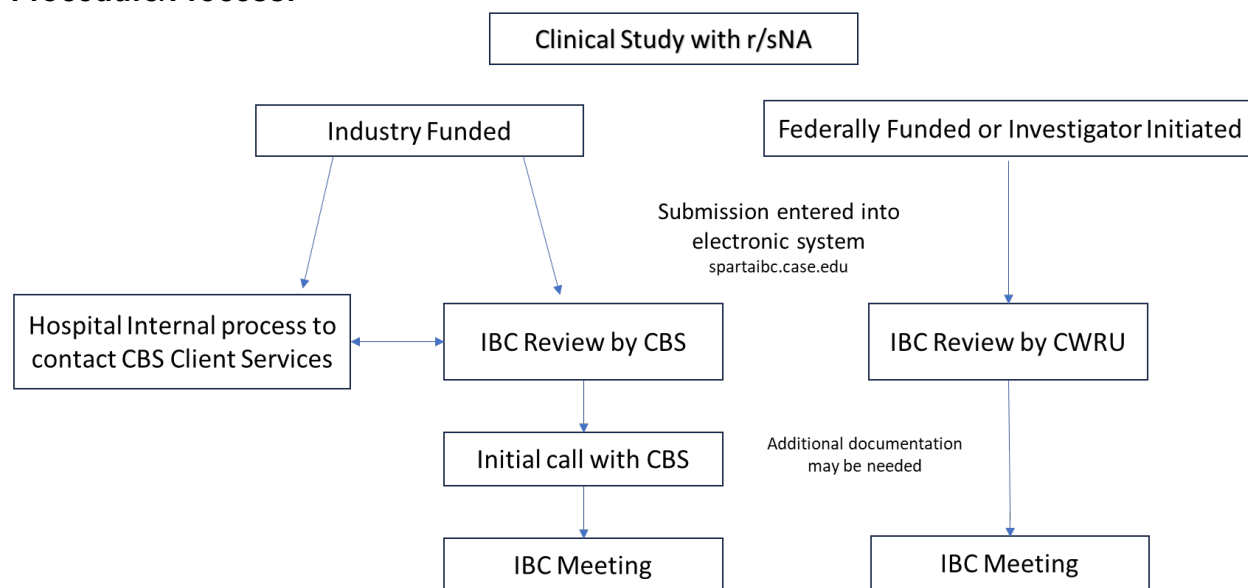 Clinical Study with r/sNA
Industry Funded
Federally Funded or Investigator Initiated
Submission entered into
electronic system
spartaibc.case.edu
Hospital Internal process to
contact CBS Client Services
IBC Review by CBS
IBC Review by CWRU
Initial call with CBS
Additional documentation
may be needed
IBC Meeting
IBC Meeting